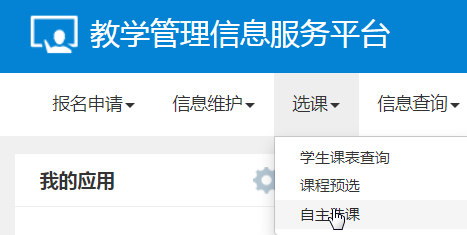 教学管理信息服务平台
报名申请 信息维护 选课 信息查询
学生课表查询
课程预选
自主选课
我的应用